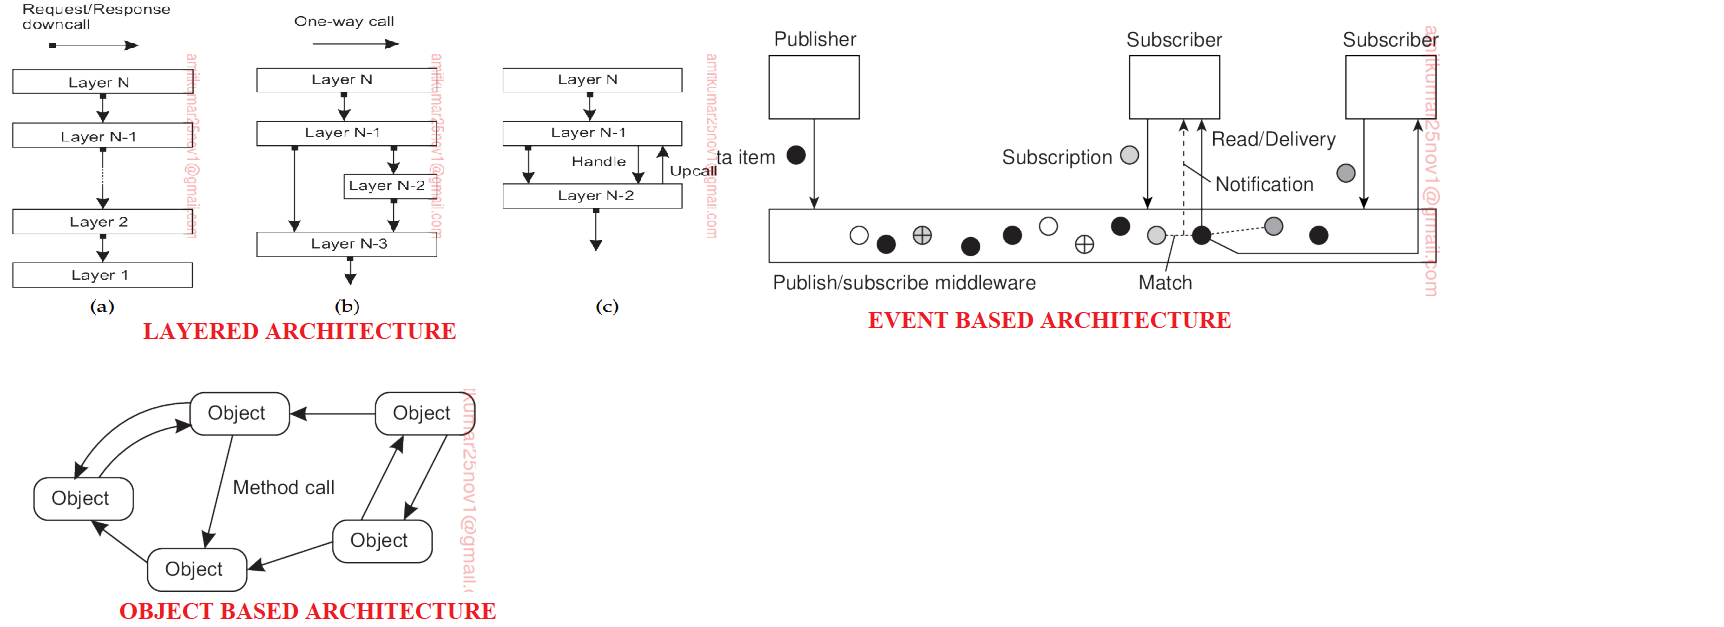 Request/Response
downcall
One-way call
Layer N
Layer N-1
Layer 2
Layer 1
(a)
Layer N
Layer N-1
Layer N-2
Layer N-3
(b)
Layer N
Layer N-1
Handle
Upcall
Layer N-2
(c)
LAYERED ARCHITECTURE
amitkumar25nov1@gmail.com
amitkumar25nov1@gmail.com
amitkumar25nov1@gmail.com
Publisher
Subscriber
Subscriber
ta item
Subscription
Read/Delivery
Notification
Publish/subscribe middleware
Match
amitkumar25nov1@gmail.com
EVENT BASED ARCHITECTURE
Object
Object
Object
Method call
Object
Object
kumar25nov1@gmail.c
OBJECT BASED ARCHITECTURE